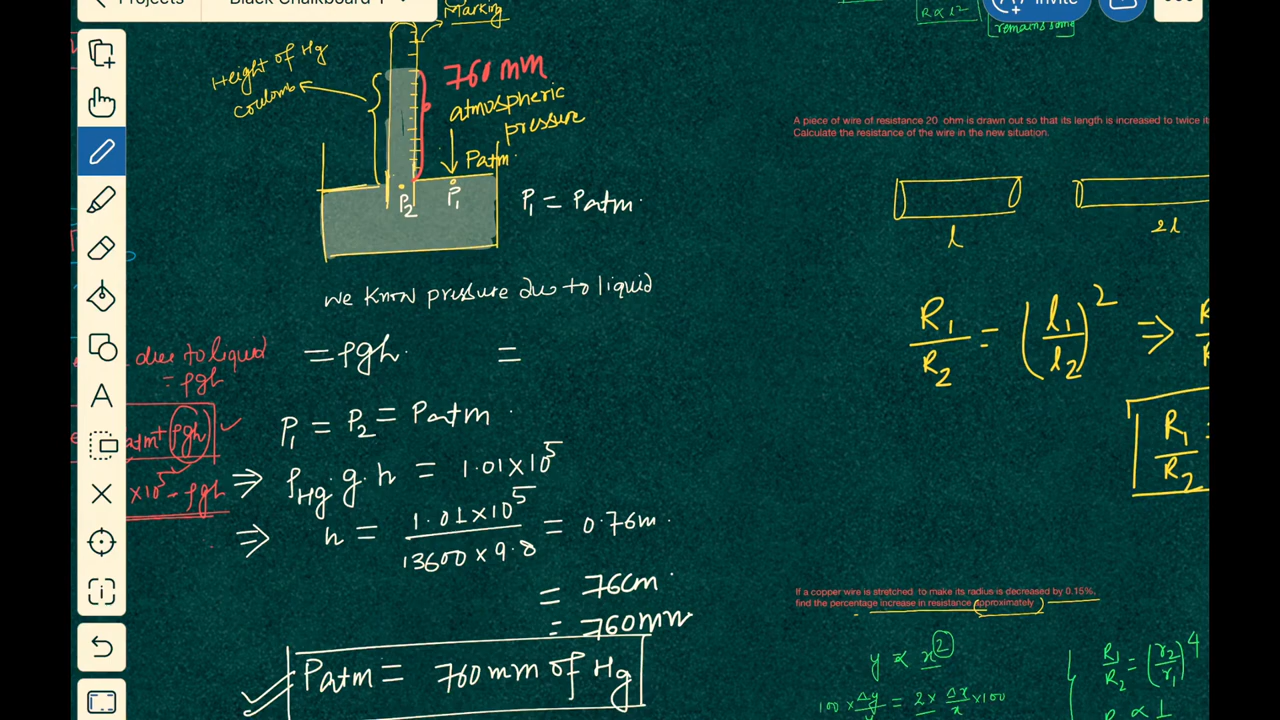 Projects
Black Chalkboard 1
Invite
Marking
R ∝ l²
remains same
Height of Hg
coulomb
760 mm
atmospheric
pressure
Patm.
P₂
P₁
P₁ = Patm.
we know pressure due to liquid
= ρgh.
=
P₁ = P₂ = Patm.
⇒ ρHg. g. h = 1.01×10⁵
⇒ h = 1.01×10⁵ / 13600 × 9.8 = 0.76m.
= 76cm.
= 760mm
Patm = 760 mm of Hg
due to liquid
= ρgh
atm + ρgh
×10⁵ - ρgh
A piece of wire of resistance 20 ohm is drawn out so that its length is increased to twice it
Calculate the resistance of the wire in the new situation.
l
2l
R₁/R₂ = (l₁/l₂)² ⇒
R₁/R₂ =
If a copper wire is stretched to make its radius is decreased by 0.15%,
find the percentage increase in resistance (approximately)
y ∝ x²
100 × Δy/y = 2 × Δx/x × 100
R₁/R₂ = (r₂/r₁)⁴
R ∝ 1